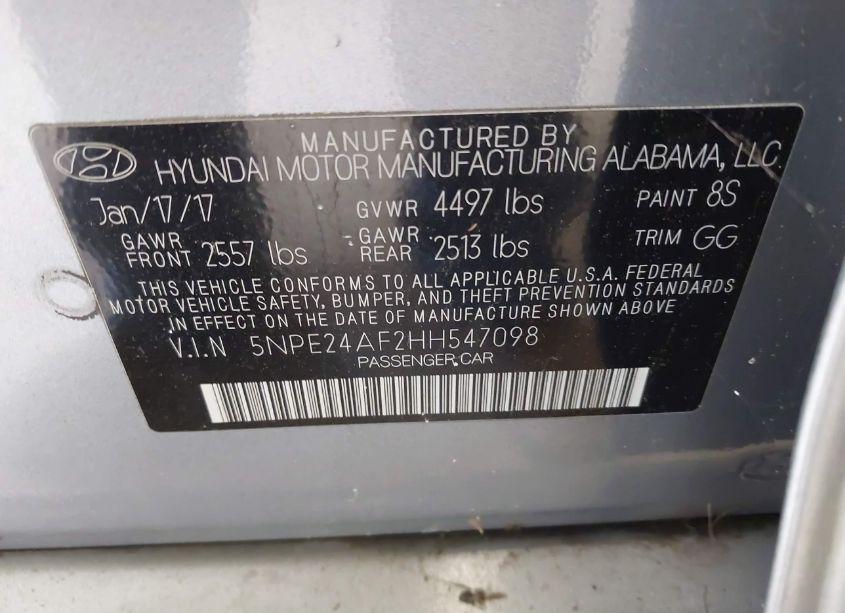 MANUFACTURED BY
HYUNDAI MOTOR MANUFACTURING ALABAMA, LLC.
Jan/17/17 GVWR 4497 lbs PAINT 8S
GAWR FRONT 2557 lbs GAWR REAR 2513 lbs TRIM GG
THIS VEHICLE CONFORMS TO ALL APPLICABLE U.S.A. FEDERAL
MOTOR VEHICLE SAFETY, BUMPER, AND THEFT PREVENTION STANDARDS
IN EFFECT ON THE DATE OF MANUFACTURE SHOWN ABOVE
V.I.N 5NPE24AF2HH547098
PASSENGER CAR